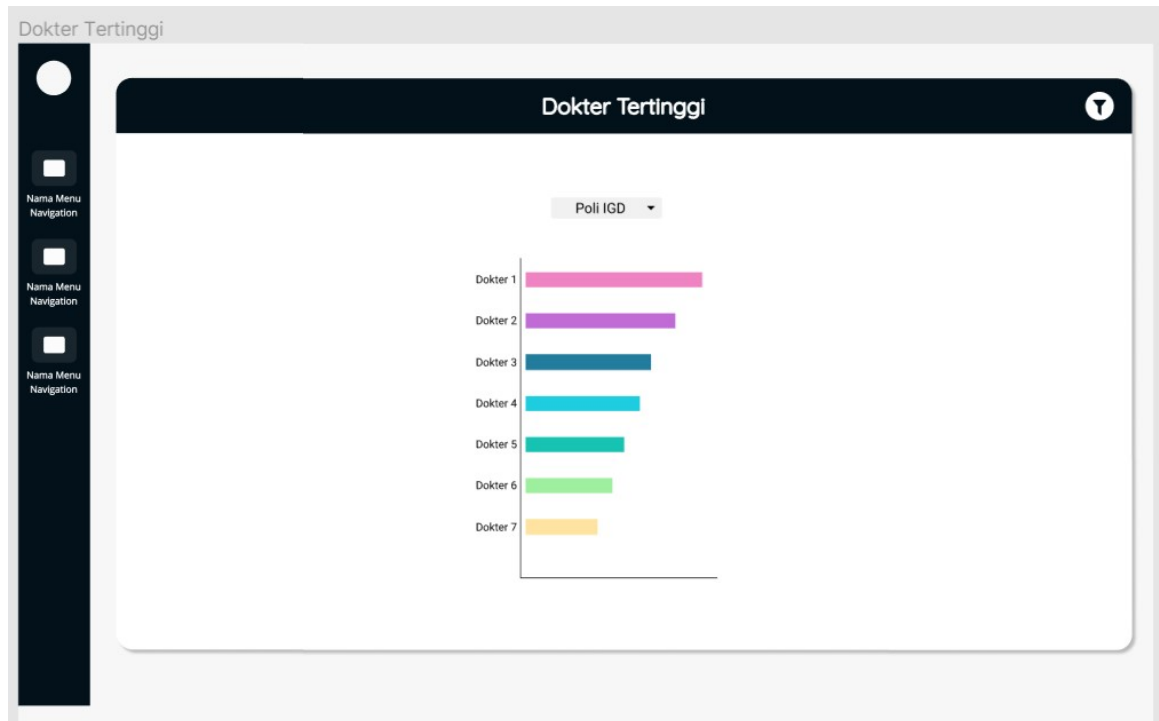 Dokter Tertinggi
Dokter Tertinggi
Nama Menu
Navigation
Nama Menu
Navigation
Nama Menu
Navigation
Poli IGD
Dokter 1
Dokter 2
Dokter 3
Dokter 4
Dokter 5
Dokter 6
Dokter 7